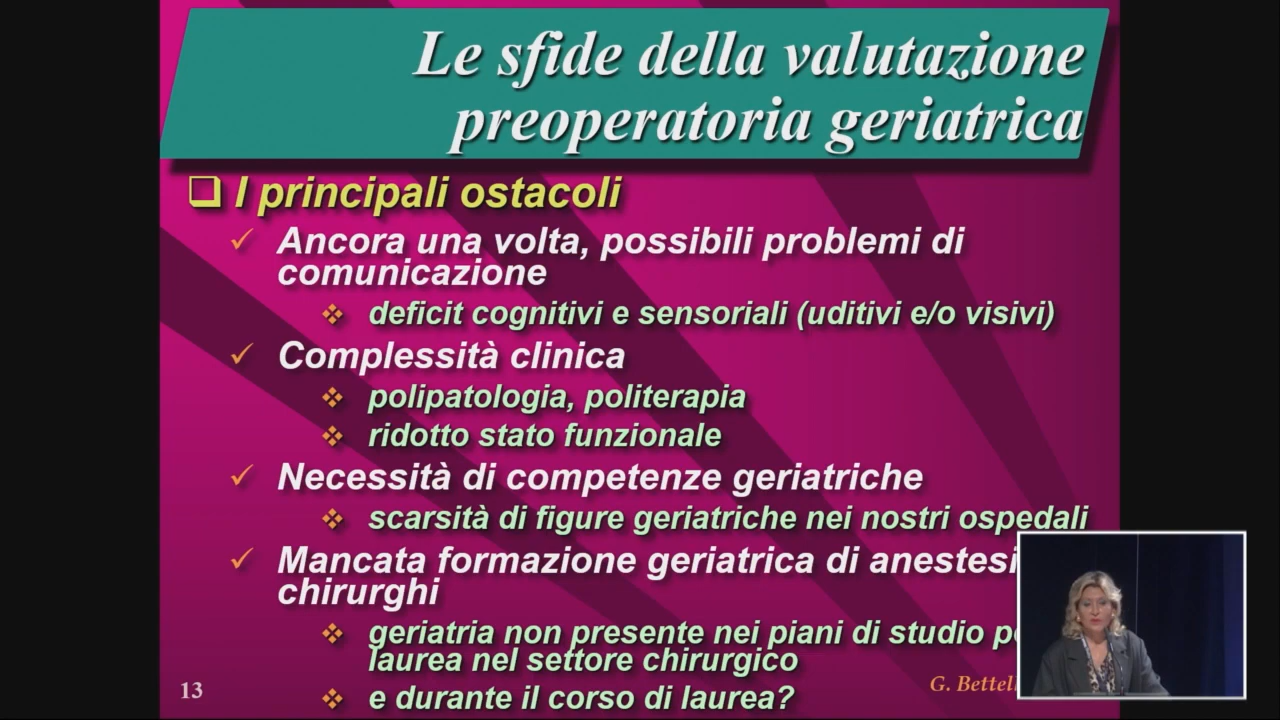 Le sfide della valutazione
preoperatoria geriatrica
I principali ostacoli
Ancora una volta, possibili problemi di
comunicazione
deficit cognitivi e sensoriali (uditivi e/o visivi)
Complessità clinica
polipatologia, politerapia
ridotto stato funzionale
Necessità di competenze geriatriche
scarsità di figure geriatriche nei nostri ospedali
Mancata formazione geriatrica di
chirurghi
geriatria non presente nei piani di studio
laurea nel settore chirurgico
e durante il corso di laurea?
13
G.